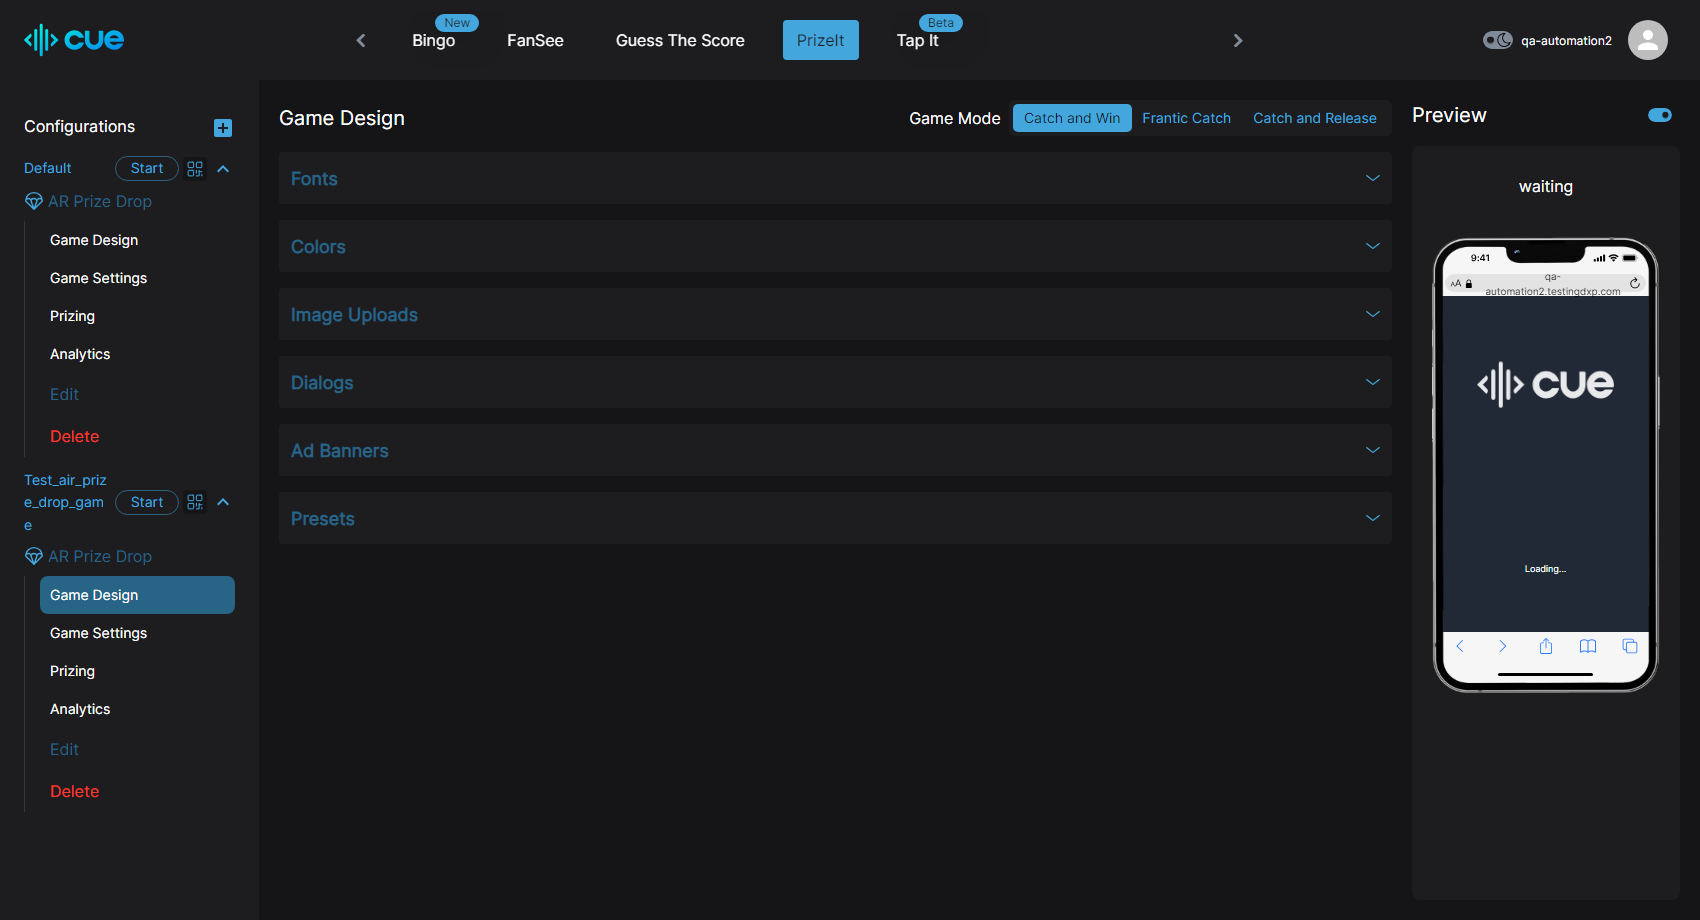 cue
New
Bingo
FanSee
Guess The Score
PrizeIt
Beta
Tap It
qa-automation2
Configurations
Default
Start
AR Prize Drop
Game Design
Game Settings
Prizing
Analytics
Edit
Delete
Test_air_priz
e_drop_gam
e
Start
AR Prize Drop
Game Design
Game Settings
Prizing
Analytics
Edit
Delete
Game Design
Game Mode
Catch and Win
Frantic Catch
Catch and Release
Fonts
Colors
Image Uploads
Dialogs
Ad Banners
Presets
Preview
waiting
9:41
AA
qa-
automation2.testingdxp.com
cue
Loading...